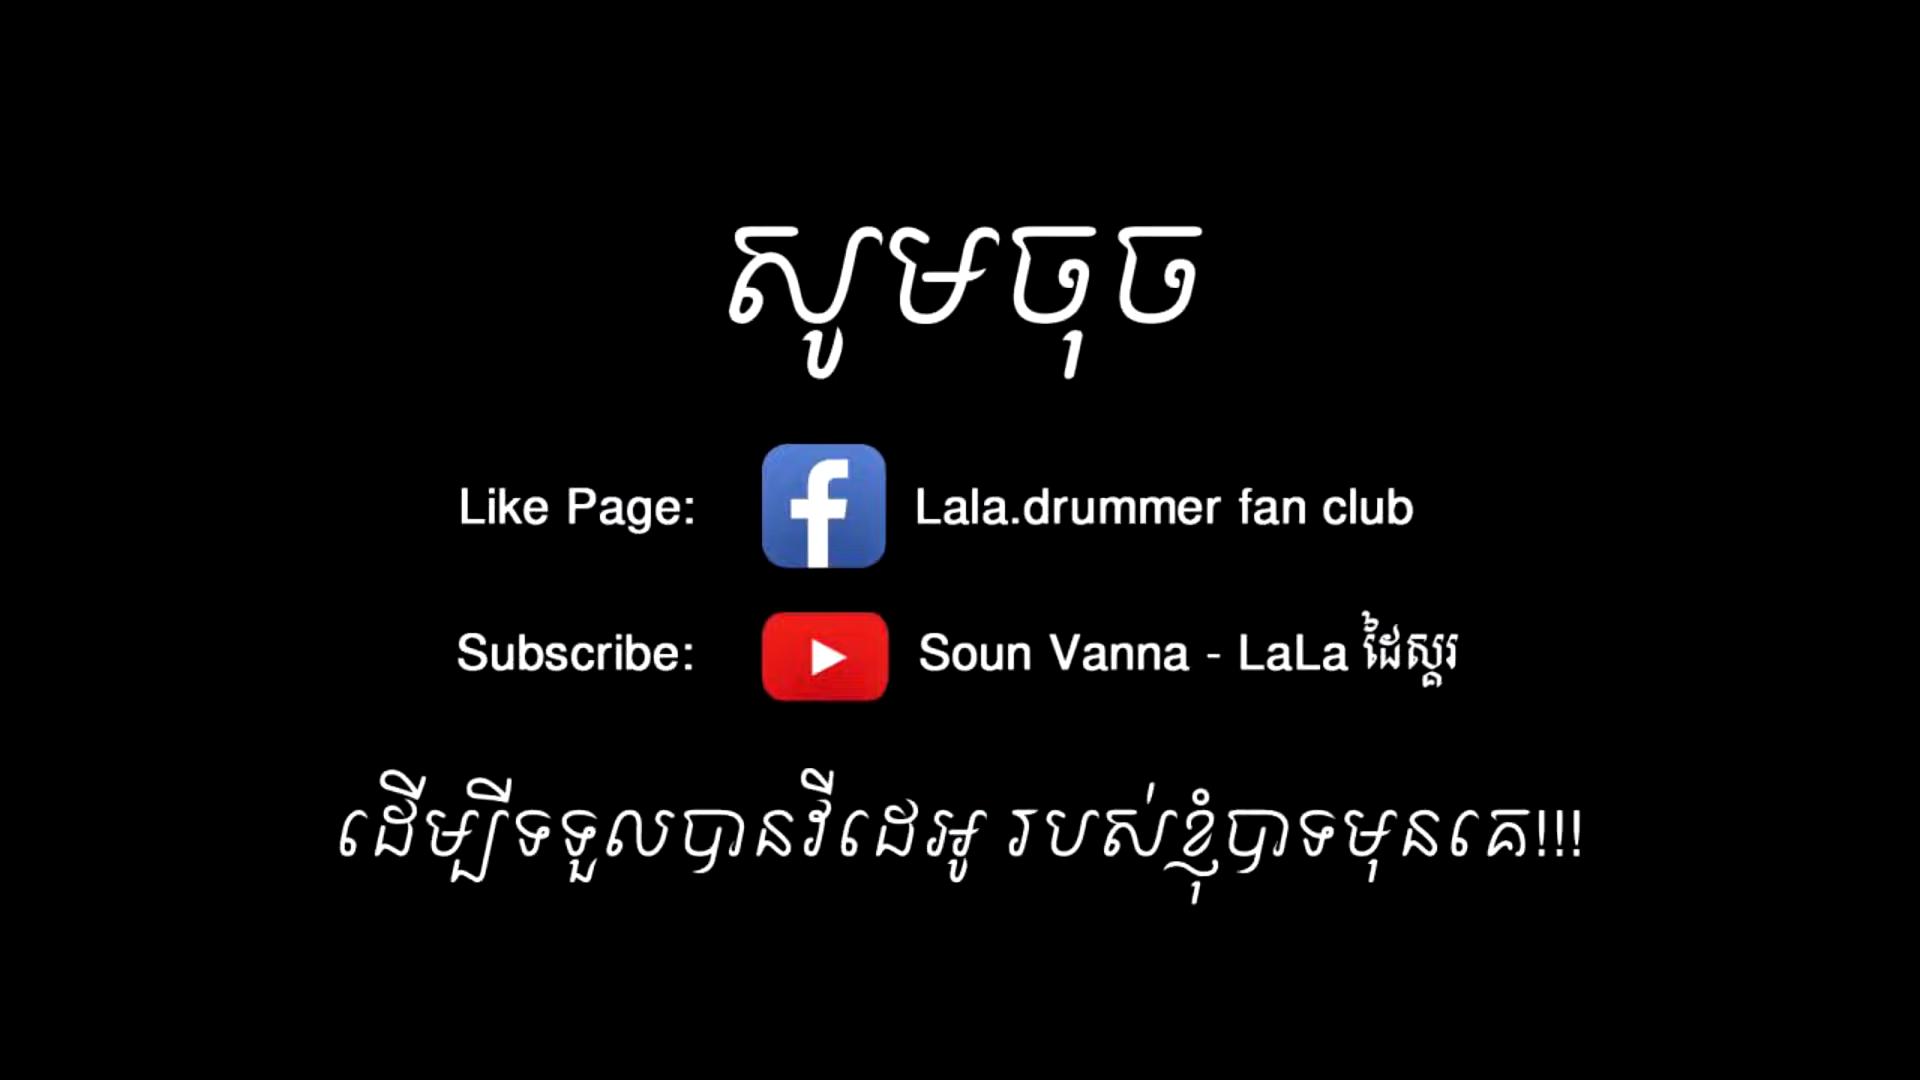 សូមចុច
Like Page: Lala.drummer fan club
Subscribe: Soun Vanna - LaLa ដៃស្គរ
ដើម្បីទទួលបានវីដេអូ របស់ខ្ញុំបាទមុនគេ!!!